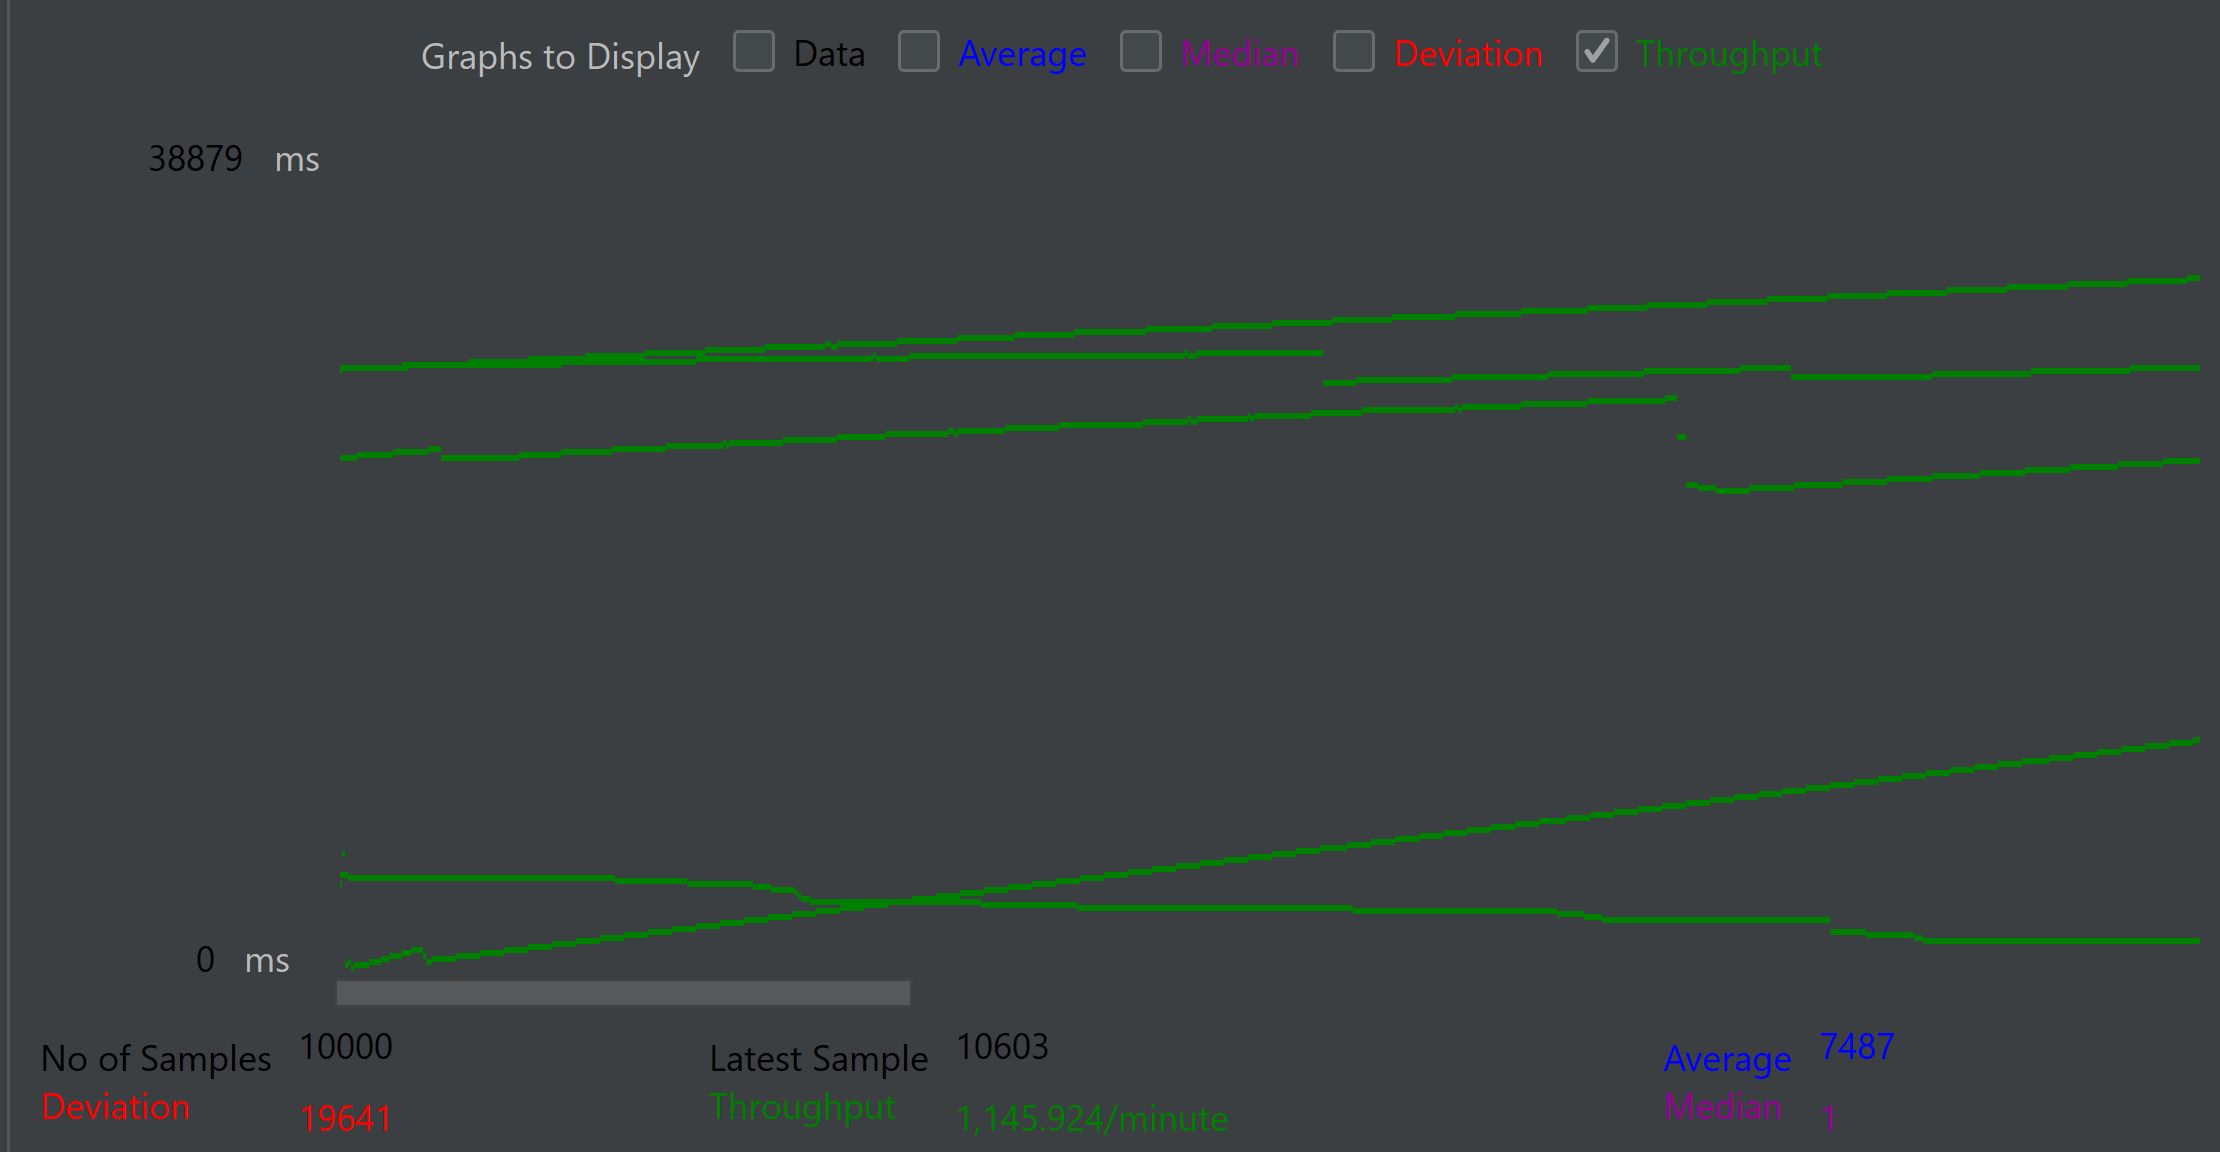 Graphs to Display Data Average Median Deviation Throughput
38879 ms
0 ms
No of Samples 10000 Latest Sample 10603 Average 7487
Deviation 19641 Throughput 1,145.924/minute Median 1